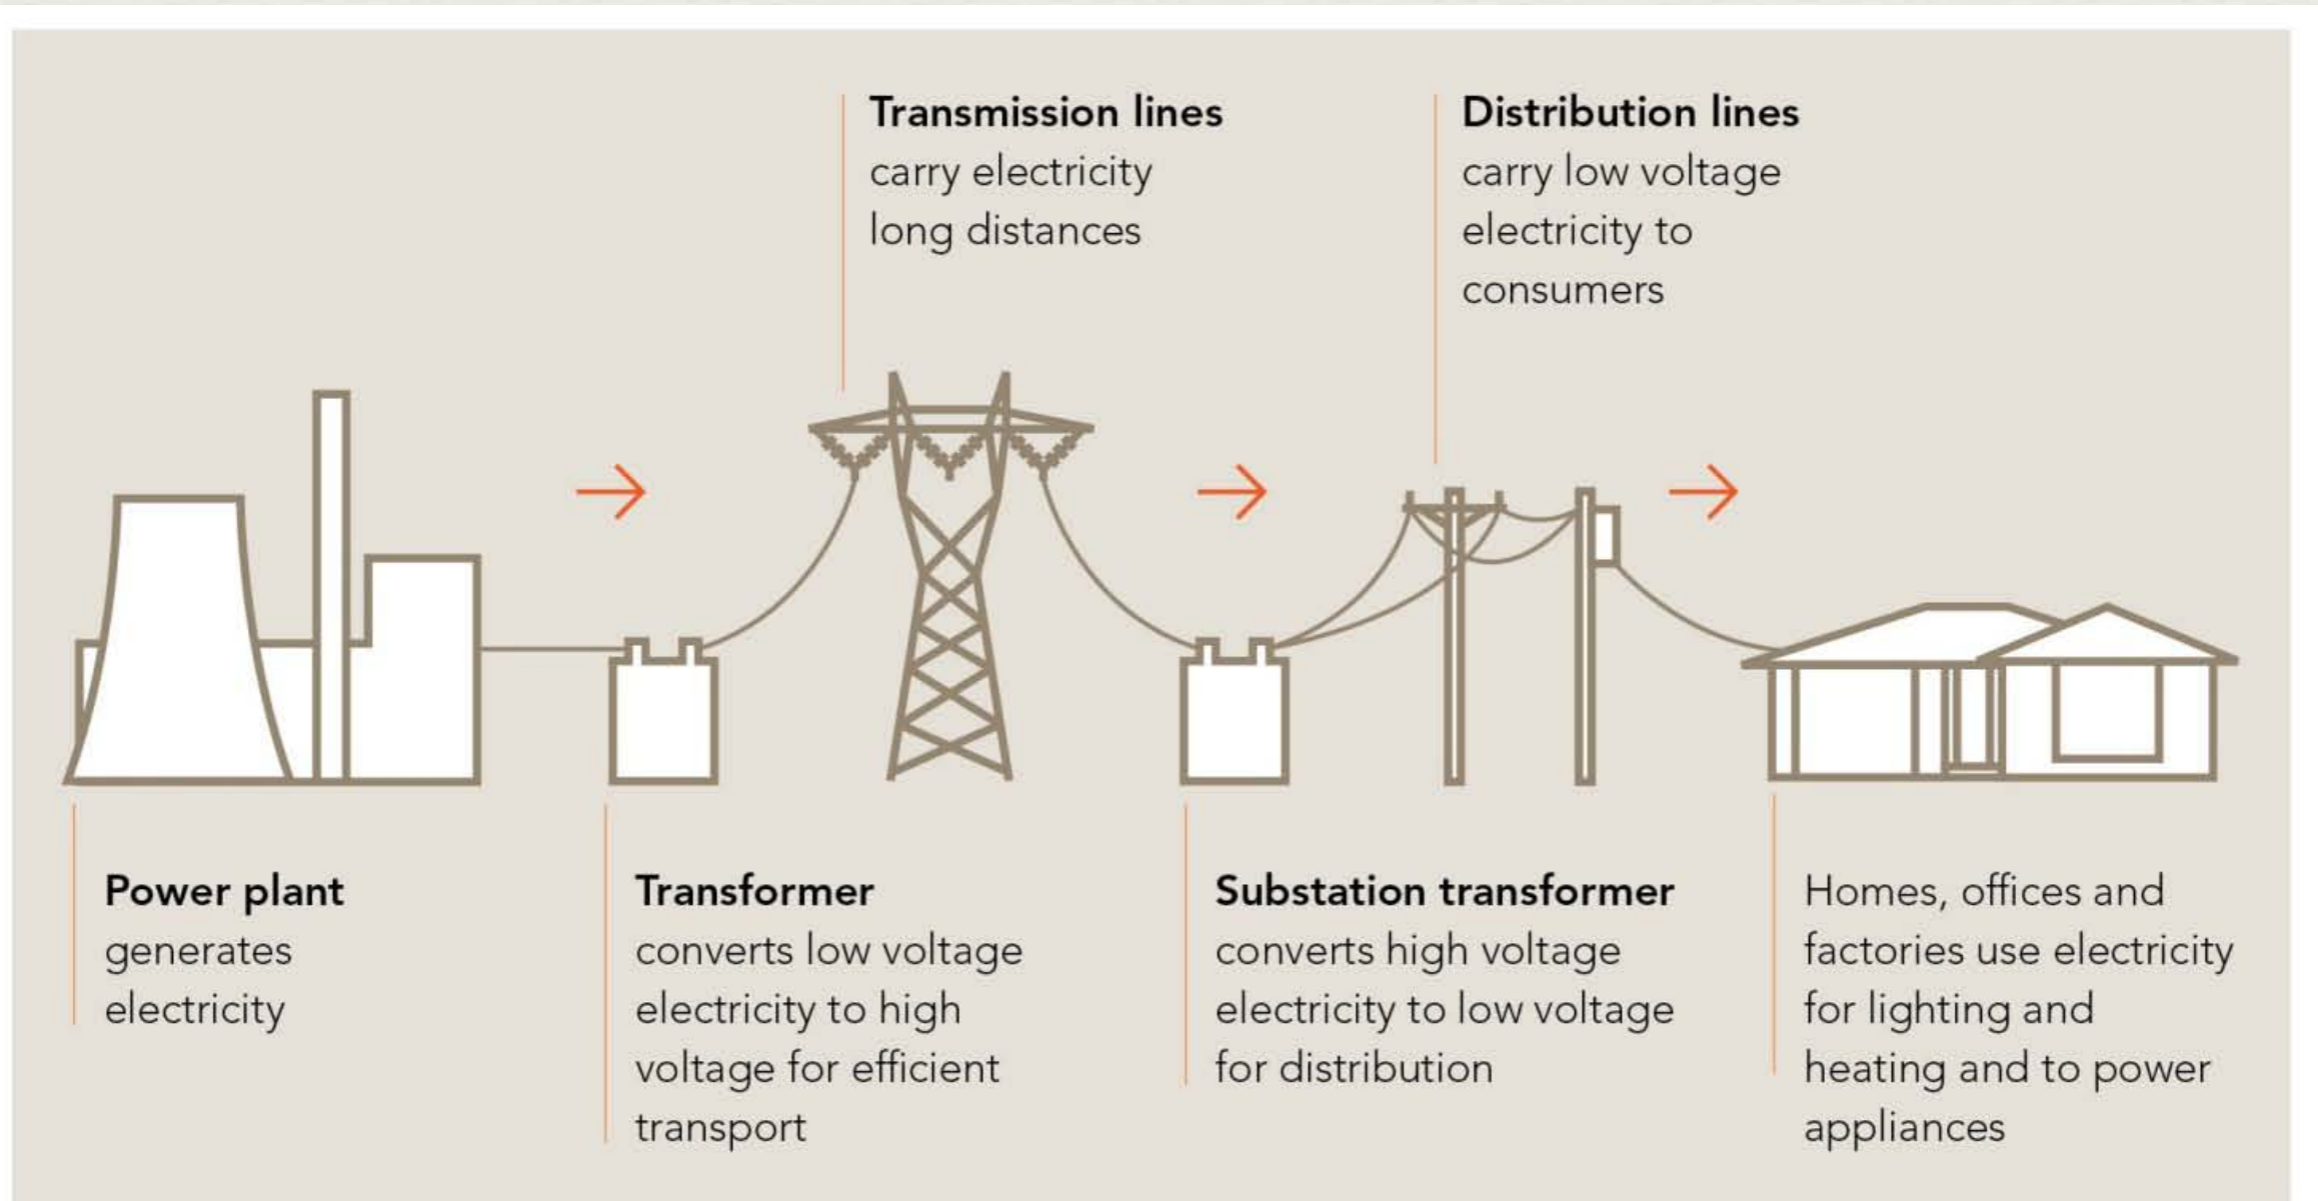 Transmission lines
carry electricity
long distances
Distribution lines
carry low voltage
electricity to
consumers
Power plant
generates
electricity
Transformer
converts low voltage
electricity to high
voltage for efficient
transport
Substation transformer
converts high voltage
electricity to low voltage
for distribution
Homes, offices and
factories use electricity
for lighting and
heating and to power
appliances